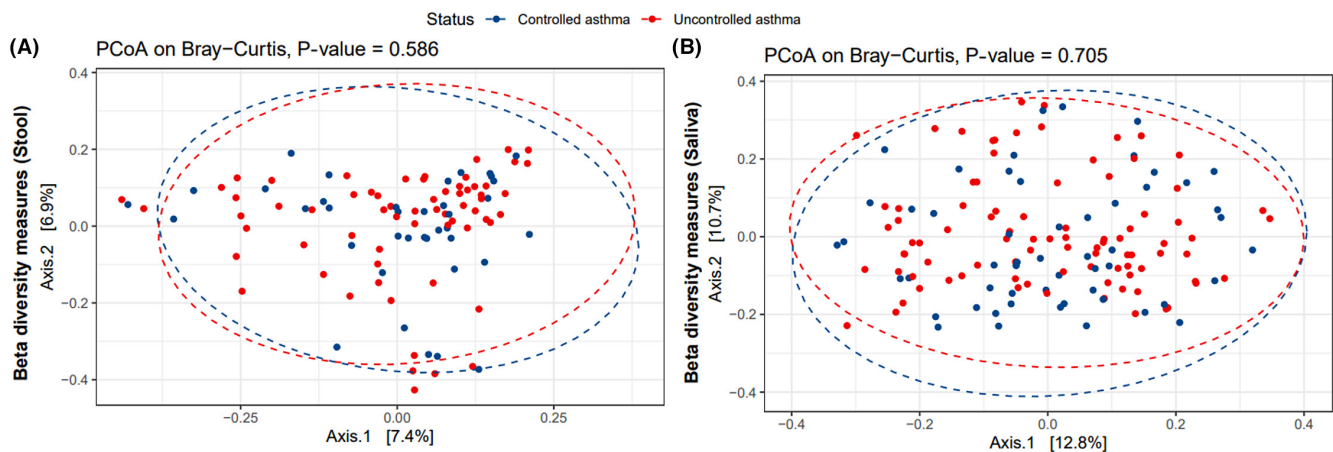 Status Controlled asthma Uncontrolled asthma
(A)
PCoA on Bray−Curtis, P-value = 0.586
Beta diversity measures (Stool)
Axis.2 [6.9%]
0.4
0.2
0.0
−0.2
−0.4
−0.25 0.00 0.25
Axis.1 [7.4%]
(B)
PCoA on Bray−Curtis, P-value = 0.705
Beta diversity measures (Saliva)
Axis.2 [10.7%]
0.4
0.2
0.0
−0.2
−0.4
−0.4 −0.2 0.0 0.2 0.4
Axis.1 [12.8%]